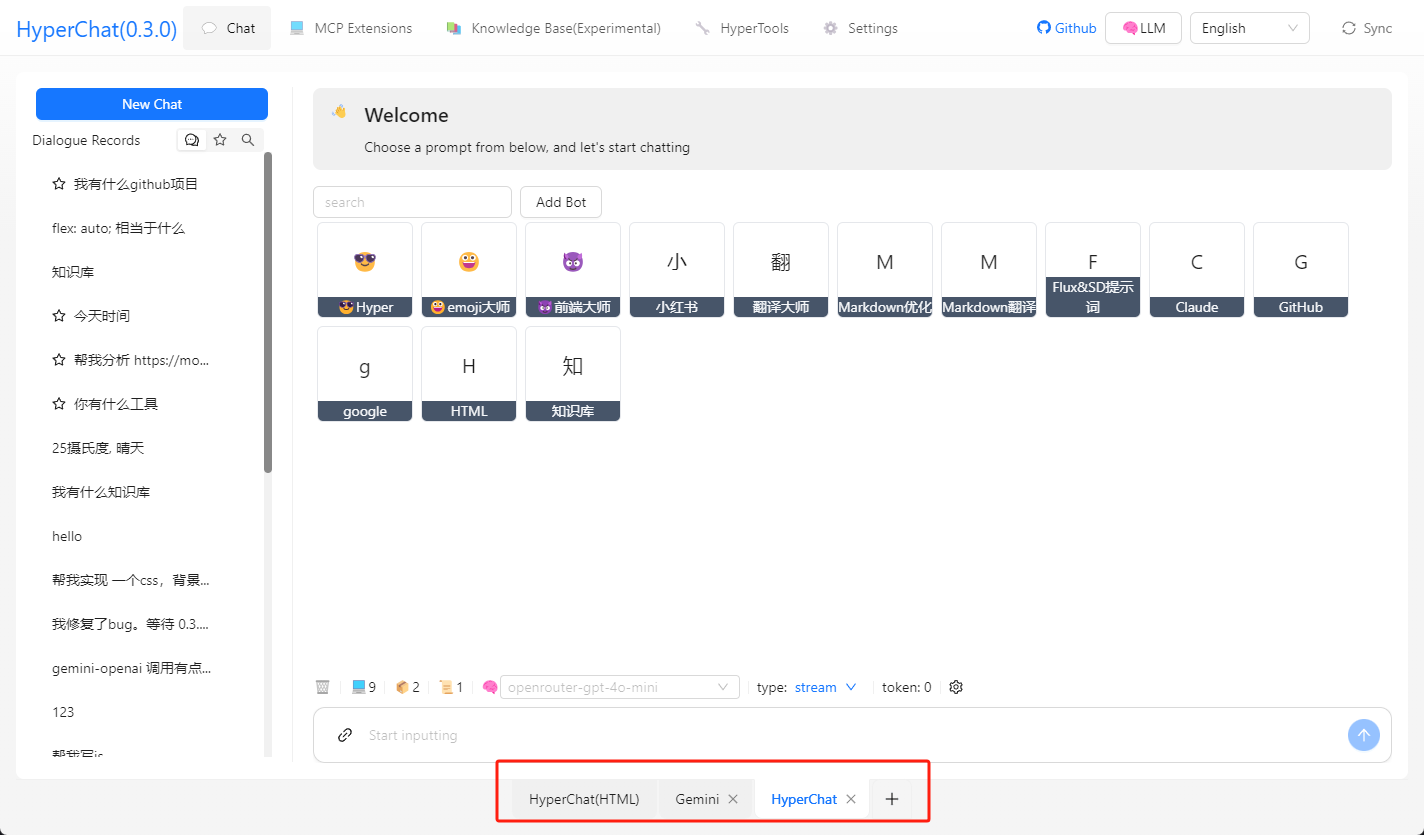 HyperChat(0.3.0)
Chat
MCP Extensions
Knowledge Base(Experimental)
HyperTools
Settings
Github
LLM
English
Sync
New Chat
Dialogue Records
我有什么github项目
flex: auto; 相当于什么
知识库
今天时间
帮我分析 https://mo...
你有什么工具
25摄氏度, 晴天
我有什么知识库
hello
帮我实现 一个css，背景...
我修复了bug。等待 0.3....
gemini-openai 调用有点...
123
帮我写js
Welcome
Choose a prompt from below, and let's start chatting
search
Add Bot
Hyper
emoji大师
前端大师
小
小红书
翻
翻译大师
M
Markdown优化
M
Markdown翻译
F
Flux&SD提示
词
C
Claude
G
GitHub
g
google
H
HTML
知
知识库
9
2
1
openrouter-gpt-4o-mini
type: stream
token: 0
Start inputting
HyperChat(HTML)
Gemini
HyperChat